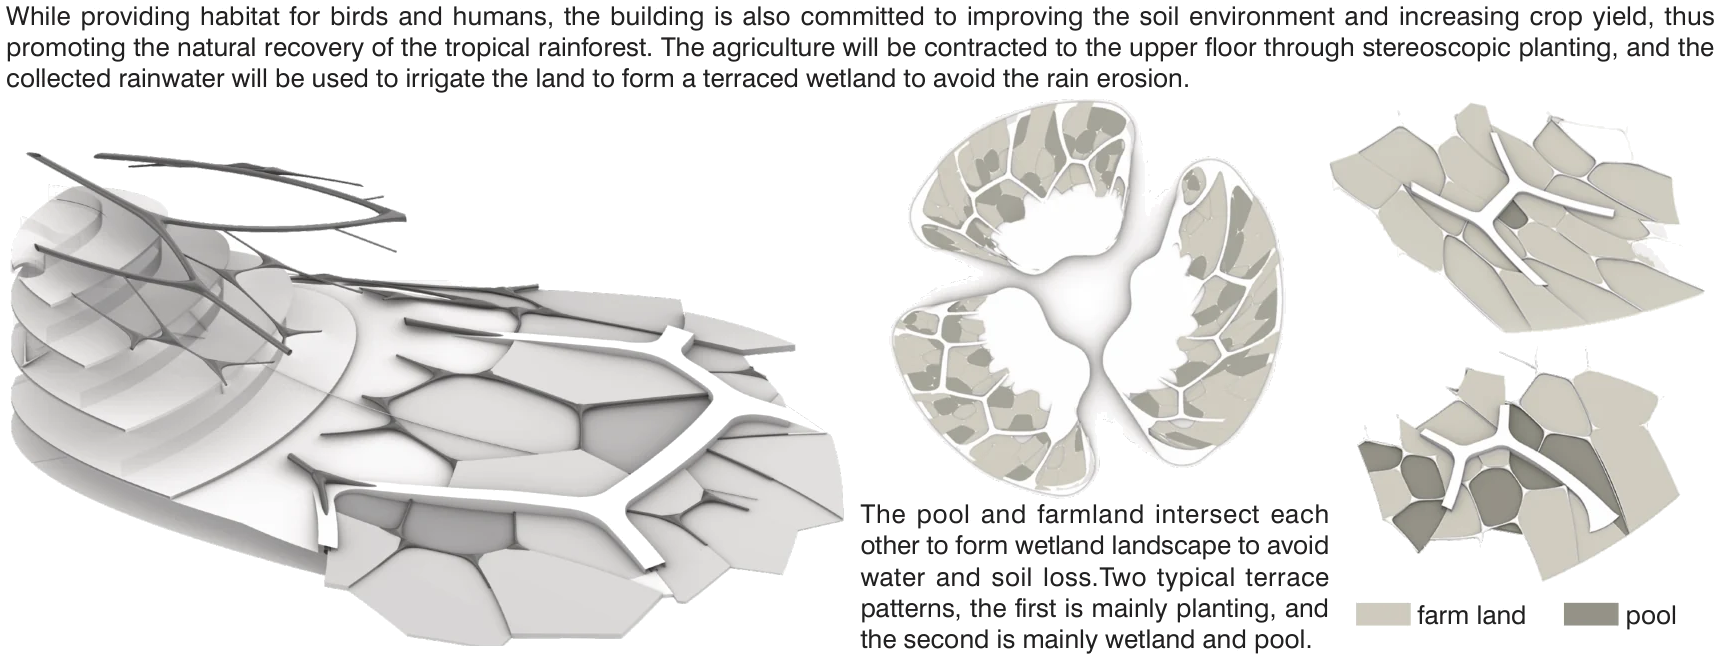 While providing habitat for birds and humans, the building is also committed to improving the soil environment and increasing crop yield, thus
promoting the natural recovery of the tropical rainforest. The agriculture will be contracted to the upper floor through stereoscopic planting, and the
collected rainwater will be used to irrigate the land to form a terraced wetland to avoid the rain erosion.
The pool and farmland intersect each
other to form wetland landscape to avoid
water and soil loss.Two typical terrace
patterns, the first is mainly planting, and
the second is mainly wetland and pool.
farm land
pool